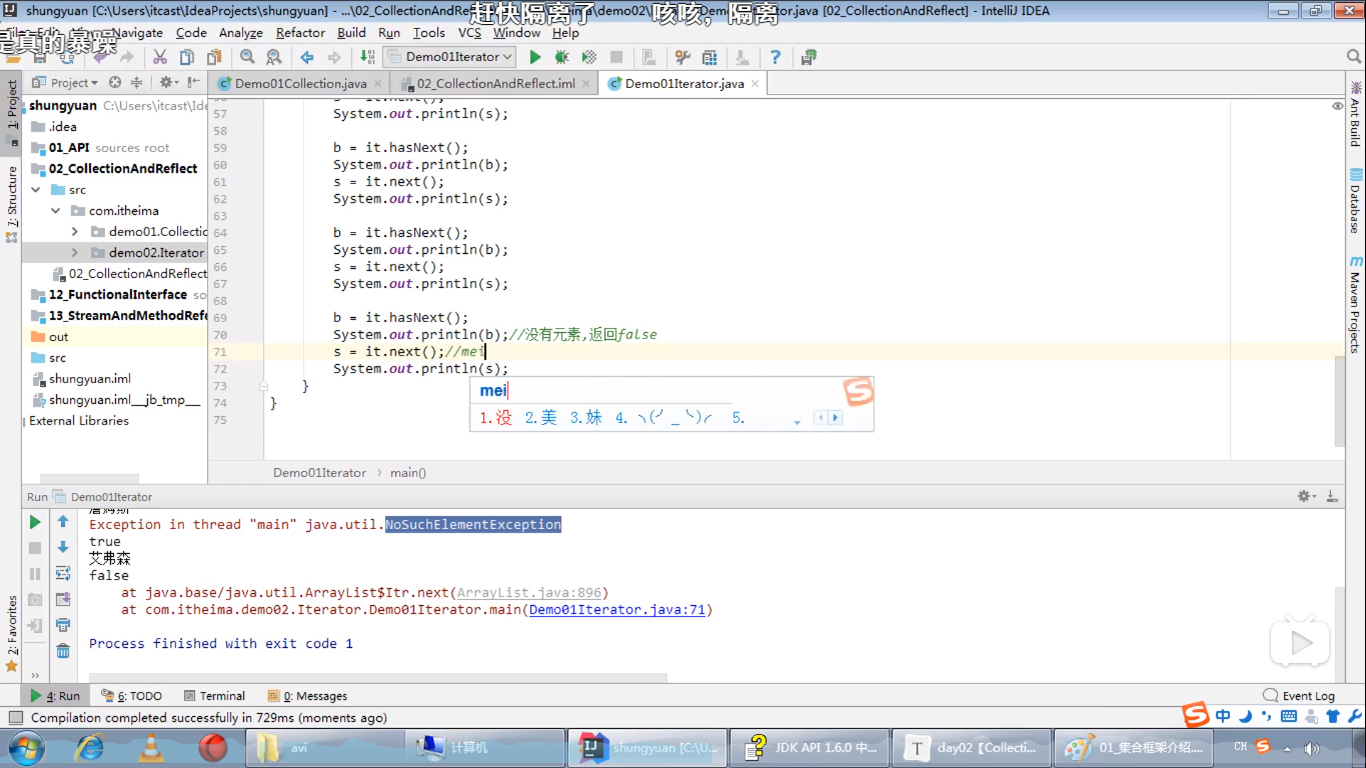 shungyuan [C:\Users\itcast\IdeaProjects\shungyuan] - ...\02_CollectionAndRefl
ator.java [02_CollectionAndReflect] - IntelliJ IDEA
赶快隔离了 咳咳，隔离
是真的暴躁
Navigate Code Analyze Refactor Build Run Tools VCS Window Help
Demo01Iterator
Project
Demo01Collection.java 02_CollectionAndReflect.iml Demo01Iterator.java
1: Project
7: Structure
2: Favorites
shungyuan C:\Users\itcast\Ide
.idea
01_API sources root
02_CollectionAndReflect
src
com.itheima
demo01.Collectio
demo02.Iterator
02_CollectionAndReflect
12_FunctionalInterface so
13_StreamAndMethodRefe
out
src
shungyuan.iml
shungyuan.iml__jb_tmp__
External Libraries
56 s = it.next();
57 System.out.println(s);
58
59 b = it.hasNext();
60 System.out.println(b);
61 s = it.next();
62 System.out.println(s);
63
64 b = it.hasNext();
65 System.out.println(b);
66 s = it.next();
67 System.out.println(s);
68
69 b = it.hasNext();
70 System.out.println(b);//没有元素,返回false
71 s = it.next();//mei
72 System.out.println(s);
73 }
74 }
75
mei
1.没 2.美 3.妹 4.ヽ(╯_╰)╭ 5.
Demo01Iterator > main()
Ant Build
Database
Maven Projects
Run Demo01Iterator
詹姆斯
Exception in thread "main" java.util.NoSuchElementException
true
艾弗森
false
at java.base/java.util.ArrayList$Itr.next(ArrayList.java:896)
at com.itheima.demo02.Iterator.Demo01Iterator.main(Demo01Iterator.java:71)
Process finished with exit code 1
4: Run 6: TODO Terminal 0: Messages Event Log
Compilation completed successfully in 729ms (moments ago)
中
avi 计算机 shungyuan [C:\U... JDK API 1.6.0 中... day02【Collecti... 01_集合框架介绍.... CH